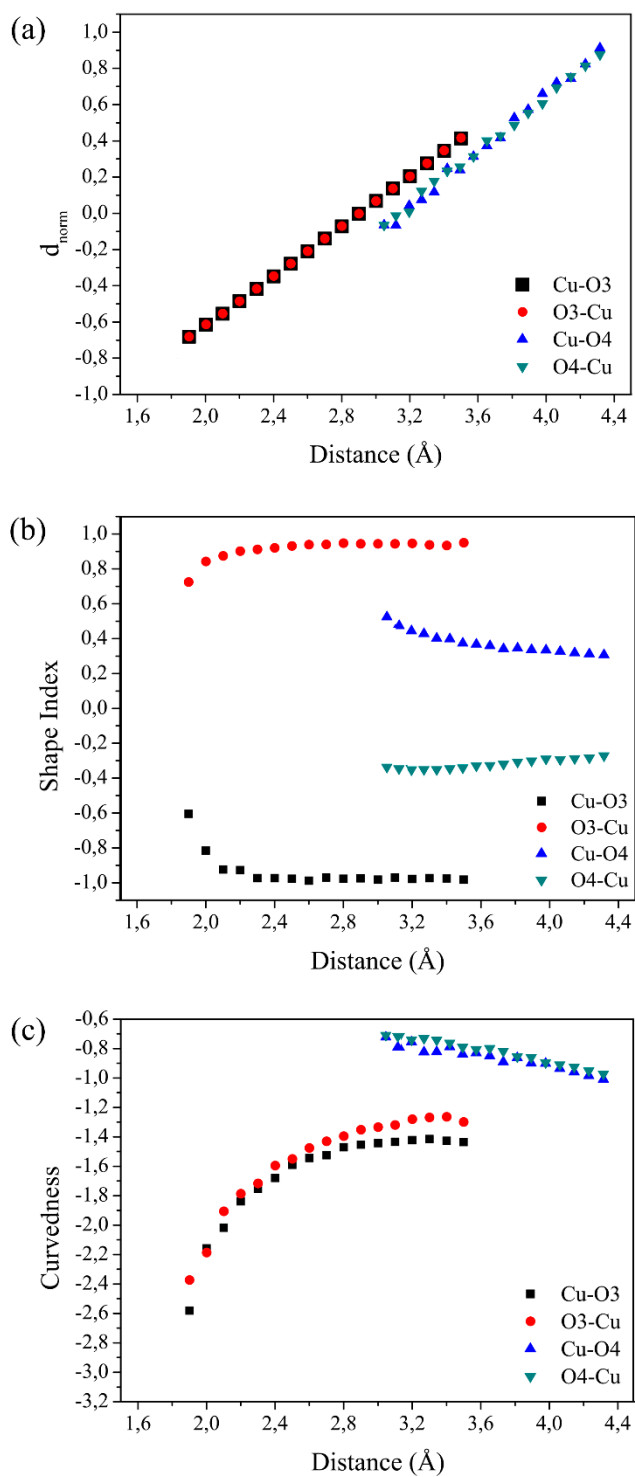 (a)
1,0
0,8
0,6
0,4
0,2
0,0
-0,2
-0,4
-0,6
-0,8
-1,0
d_norm
Cu-O3
O3-Cu
Cu-O4
O4-Cu
1,6 2,0 2,4 2,8 3,2 3,6 4,0 4,4
Distance (Å)
(b)
1,0
0,8
0,6
0,4
0,2
0,0
-0,2
-0,4
-0,6
-0,8
-1,0
Shape Index
Cu-O3
O3-Cu
Cu-O4
O4-Cu
1,6 2,0 2,4 2,8 3,2 3,6 4,0 4,4
Distance (Å)
(c)
-0,6
-0,8
-1,0
-1,2
-1,4
-1,6
-1,8
-2,0
-2,2
-2,4
-2,6
-2,8
-3,0
-3,2
Curvedness
Cu-O3
O3-Cu
Cu-O4
O4-Cu
1,6 2,0 2,4 2,8 3,2 3,6 4,0 4,4
Distance (Å)